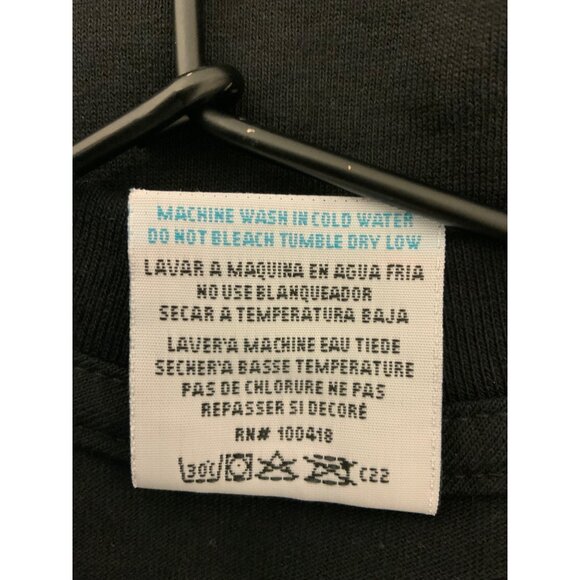 MACHINE WASH IN COLD WATER
DO NOT BLEACH TUMBLE DRY LOW
LAVAR A MAQUINA EN AGUA FRIA
NO USE BLANQUEADOR
SECAR A TEMPERATURA BAJA
LAVER'A MACHINE EAU TIEDE
SECHER'A BASSE TEMPERATURE
PAS DE CHLORURE NE PAS
REPASSER SI DECORÉ
RN# 100418
30C C22